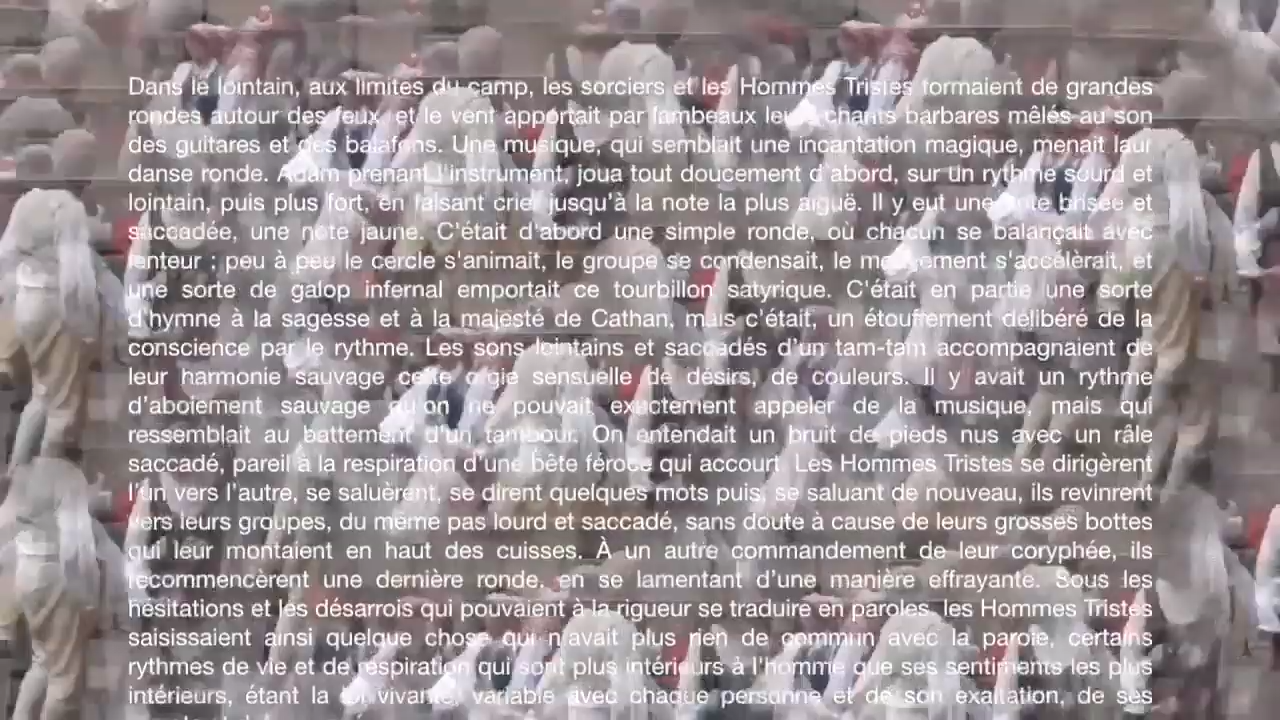 Dans le lointain, aux limites du camp, les sorciers et les Hommes Tristes formaient de grandes
rondes autour des feux, et le vent apportait par lambeaux leurs chants barbares mêlés au son
des guitares et des balafons. Une musique, qui semblait une incantation magique, menait leur
danse ronde. Adam prenant l'instrument, joua tout doucement d'abord, sur un rythme sourd et
lointain, puis plus fort, en faisant crier jusqu'à la note la plus aiguë. Il y eut une note brisée et
saccadée, une note jaune. C'était d'abord une simple ronde, où chacun se balançait avec
lenteur ; peu à peu le cercle s'animait, le groupe se condensait, le mouvement s'accélèrait, et
une sorte de galop infernal emportait ce tourbillon satyrique. C'était en partie une sorte
d'hymne à la sagesse et à la majesté de Cathan, mais c'était, un étouffement délibéré de la
conscience par le rythme. Les sons lointains et saccadés d'un tam-tam accompagnaient de
leur harmonie sauvage cette orgie sensuelle de désirs, de couleurs. Il y avait un rythme
d'aboiement sauvage qu'on ne pouvait exactement appeler de la musique, mais qui
ressemblait au battement d'un tambour. On entendait un bruit de pieds nus avec un râle
saccadé, pareil à la respiration d'une bête féroce qui accourt. Les Hommes Tristes se dirigèrent
l'un vers l'autre, se saluèrent, se dirent quelques mots puis, se saluant de nouveau, ils revinrent
vers leurs groupes, du même pas lourd et saccadé, sans doute à cause de leurs grosses bottes
qui leur montaient en haut des cuisses. À un autre commandement de leur coryphée, ils
recommencèrent une dernière ronde, en se lamentant d'une manière effrayante. Sous les
hésitations et les désarrois qui pouvaient à la rigueur se traduire en paroles, les Hommes Tristes
saisissaient ainsi quelque chose qui n'avait plus rien de commun avec la parole, certains
rythmes de vie et de respiration qui sont plus intérieurs à l'homme que ses sentiments les plus
intérieurs, étant la loi vivante, variable avec chaque personne et de son exaltation, de ses